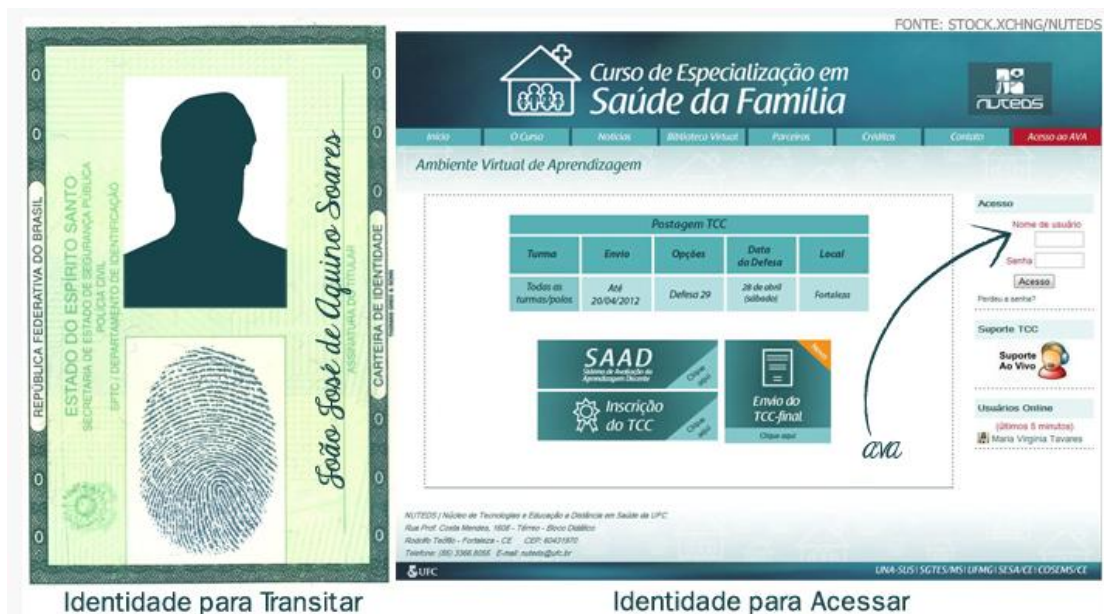 FONTE: STOCK.XCHNG/NUTEDS
REPÚBLICA FEDERATIVA DO BRASIL
ESTADO DO ESPÍRITO SANTO
SECRETARIA DE ESTADO DE SEGURANÇA PÚBLICA
POLÍCIA CIVIL
SPTC | DEPARTAMENTO DE IDENTIFICAÇÃO
João José de Aquino Soares
ASSINATURA DO TITULAR
CARTEIRA DE IDENTIDADE
Identidade para Transitar
Curso de Especialização em
Saúde da Família
nuteds
Início O Curso Notícias Biblioteca Virtual Parceiros Créditos Contato Acesso ao AVA
Ambiente Virtual de Aprendizagem
Postagem TCC
Turma Envio Opções Data da Defesa Local
Todas as turmas/polos Até 20/04/2012 Defesa 29 28 de abril (sábado) Fortaleza
SAAD
Sistema de Avaliação da
Aprendizagem Discente
Clique aqui
Inscrição
do TCC
Clique aqui
Envio do
TCC-final
Clique aqui
ava
Acesso
Nome de usuário
Senha
Acesso
Perdeu a senha?
Suporte TCC
Suporte
Ao Vivo
Usuários Online
(últimos 5 minutos)
Maria Virginia Tavares
NUTEDS | Núcleo de Tecnologias e Educação a Distância em Saúde da UFC
Rua Prof. Costa Mendes, 1608 - Térreo - Bloco Didático
Rodolfo Teófilo - Fortaleza - CE CEP: 60431970
Telefone: (85) 3366.8055 E-mail: nuteds@ufc.br
UFC
UNA-SUS | SGTES/MS | UFMG | SESA/CE | COSEMS/CE
Identidade para Acessar